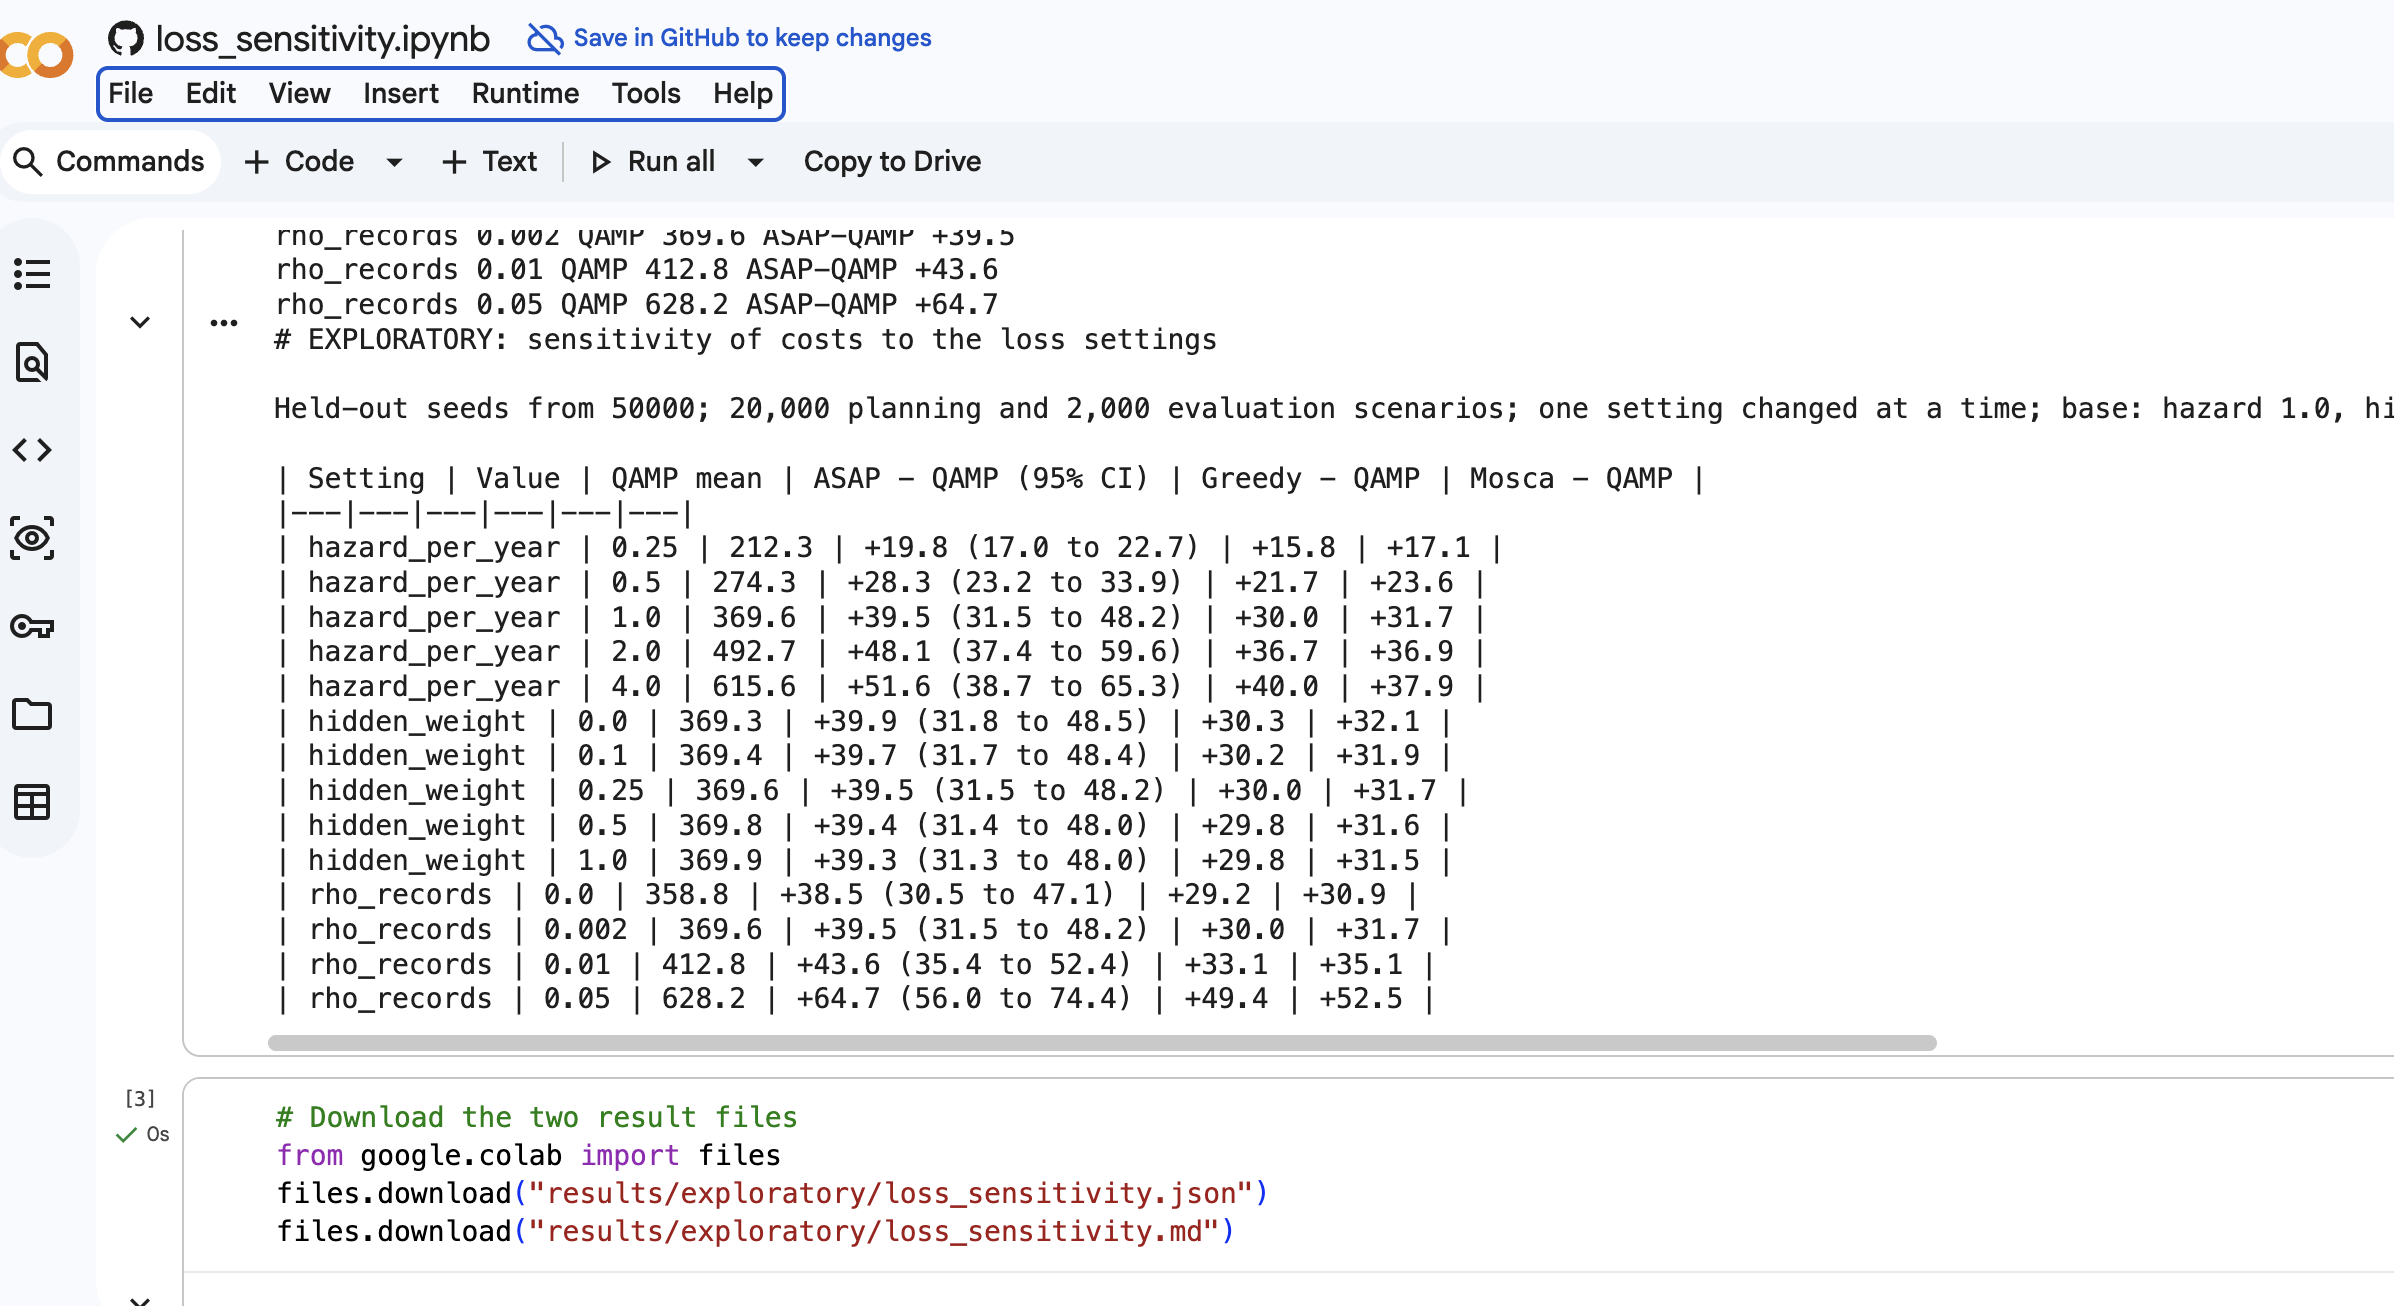 loss_sensitivity.ipynb Save in GitHub to keep changes
File Edit View Insert Runtime Tools Help
Commands + Code + Text Run all Copy to Drive
rho_records 0.002 QAMP 369.6 ASAP-QAMP +39.5
rho_records 0.01 QAMP 412.8 ASAP-QAMP +43.6
rho_records 0.05 QAMP 628.2 ASAP-QAMP +64.7
# EXPLORATORY: sensitivity of costs to the loss settings
Held-out seeds from 50000; 20,000 planning and 2,000 evaluation scenarios; one setting changed at a time; base: hazard 1.0, hi
| Setting | Value | QAMP mean | ASAP - QAMP (95% CI) | Greedy - QAMP | Mosca - QAMP |
|---|---|---|---|---|---|
| hazard_per_year | 0.25 | 212.3 | +19.8 (17.0 to 22.7) | +15.8 | +17.1 |
| hazard_per_year | 0.5 | 274.3 | +28.3 (23.2 to 33.9) | +21.7 | +23.6 |
| hazard_per_year | 1.0 | 369.6 | +39.5 (31.5 to 48.2) | +30.0 | +31.7 |
| hazard_per_year | 2.0 | 492.7 | +48.1 (37.4 to 59.6) | +36.7 | +36.9 |
| hazard_per_year | 4.0 | 615.6 | +51.6 (38.7 to 65.3) | +40.0 | +37.9 |
| hidden_weight | 0.0 | 369.3 | +39.9 (31.8 to 48.5) | +30.3 | +32.1 |
| hidden_weight | 0.1 | 369.4 | +39.7 (31.7 to 48.4) | +30.2 | +31.9 |
| hidden_weight | 0.25 | 369.6 | +39.5 (31.5 to 48.2) | +30.0 | +31.7 |
| hidden_weight | 0.5 | 369.8 | +39.4 (31.4 to 48.0) | +29.8 | +31.6 |
| hidden_weight | 1.0 | 369.9 | +39.3 (31.3 to 48.0) | +29.8 | +31.5 |
| rho_records | 0.0 | 358.8 | +38.5 (30.5 to 47.1) | +29.2 | +30.9 |
| rho_records | 0.002 | 369.6 | +39.5 (31.5 to 48.2) | +30.0 | +31.7 |
| rho_records | 0.01 | 412.8 | +43.6 (35.4 to 52.4) | +33.1 | +35.1 |
| rho_records | 0.05 | 628.2 | +64.7 (56.0 to 74.4) | +49.4 | +52.5 |
[3]
0s
# Download the two result files
from google.colab import files
files.download("results/exploratory/loss_sensitivity.json")
files.download("results/exploratory/loss_sensitivity.md")